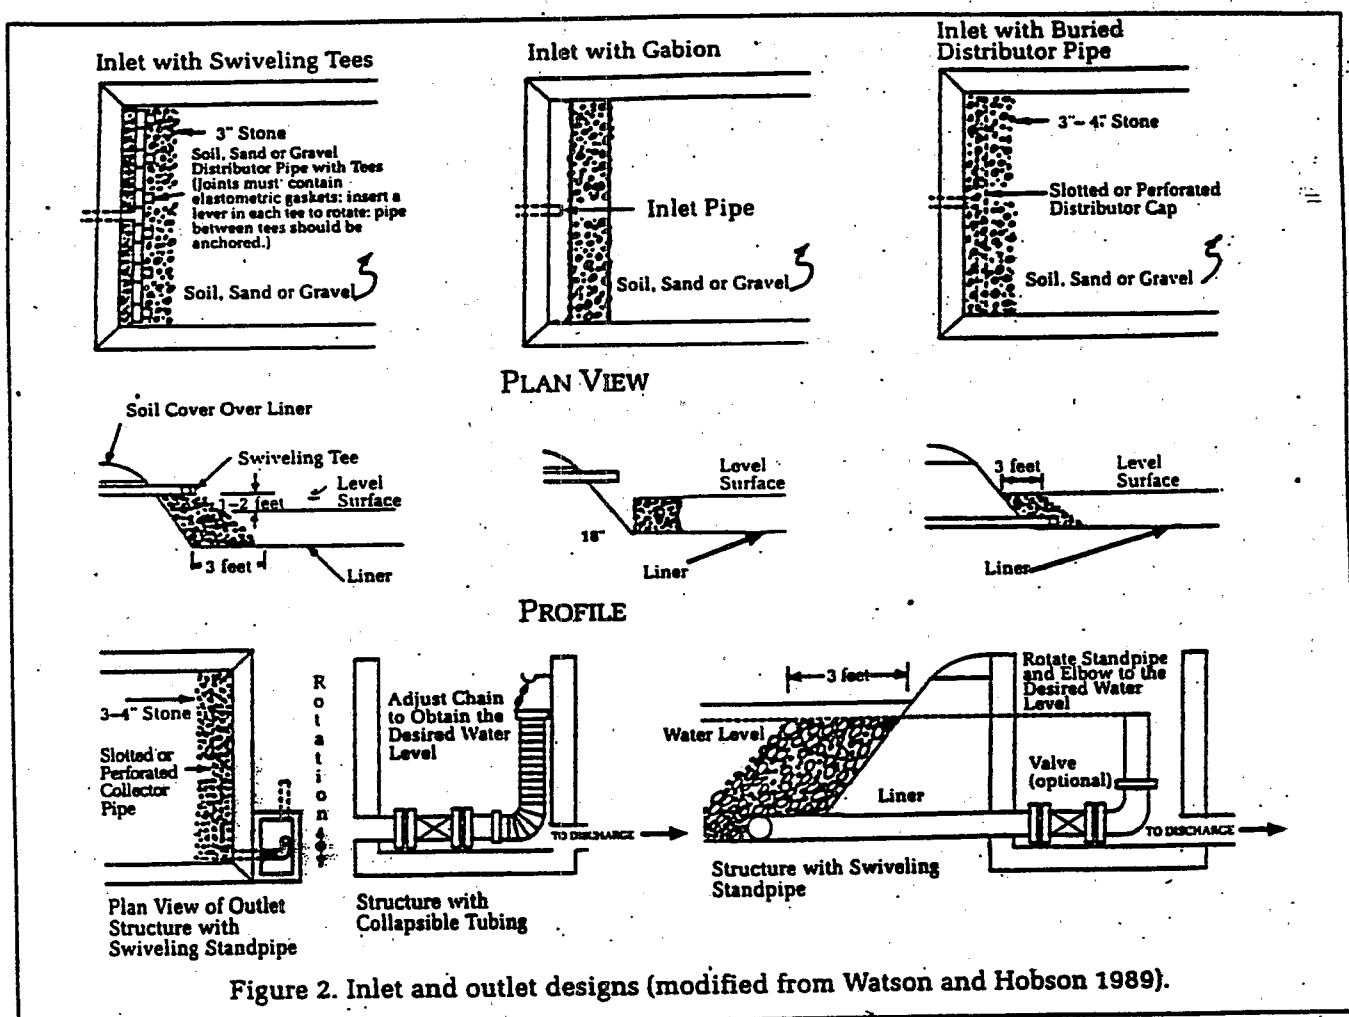 Inlet with Swiveling Tees
3" Stone
Soil, Sand or Gravel
Distributor Pipe with Tees
(Joints must contain
elastometric gaskets: insert a
lever in each tee to rotate: pipe
between tees should be
anchored.)
Soil, Sand or Gravel
Inlet with Gabion
Inlet Pipe
Soil, Sand or Gravel
Inlet with Buried
Distributor Pipe
3"-4" Stone
Slotted or Perforated
Distributor Cap
Soil, Sand or Gravel
PLAN VIEW
Soil Cover Over Liner
Swiveling Tee
1-2 feet
Level
Surface
3 feet
Liner
Level
Surface
18"
Liner
3 feet
Level
Surface
Liner
PROFILE
3-4" Stone
Slotted or
Perforated
Collector
Pipe
Plan View of Outlet
Structure with
Swiveling Standpipe
Rotation
Adjust Chain
to Obtain the
Desired Water
Level
TO DISCHARGE
Structure with
Collapsible Tubing
3 feet
Water Level
Liner
Rotate Standpipe
and Elbow to the
Desired Water
Level
Valve
(optional)
TO DISCHARGE
Structure with Swiveling
Standpipe
Figure 2. Inlet and outlet designs (modified from Watson and Hobson 1989).